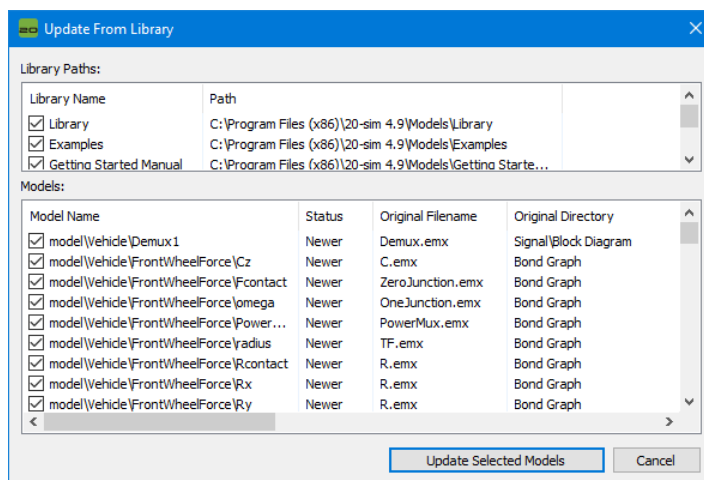 20 Update From Library
Library Paths:
Library Name Path
Library C:\Program Files (x86)\20-sim 4.9\Models\Library
Examples C:\Program Files (x86)\20-sim 4.9\Models\Examples
Getting Started Manual C:\Program Files (x86)\20-sim 4.9\Models\Getting Starte...
Models:
Model Name Status Original Filename Original Directory
model\Vehicle\Demux1 Newer Demux.emx Signal\Block Diagram
model\Vehicle\FrontWheelForce\Cz Newer C.emx Bond Graph
model\Vehicle\FrontWheelForce\Fcontact Newer ZeroJunction.emx Bond Graph
model\Vehicle\FrontWheelForce\omega Newer OneJunction.emx Bond Graph
model\Vehicle\FrontWheelForce\Power... Newer PowerMux.emx Bond Graph
model\Vehicle\FrontWheelForce\radius Newer TF.emx Bond Graph
model\Vehicle\FrontWheelForce\Rcontact Newer R.emx Bond Graph
model\Vehicle\FrontWheelForce\Rx Newer R.emx Bond Graph
model\Vehicle\FrontWheelForce\Ry Newer R.emx Bond Graph
Update Selected Models Cancel